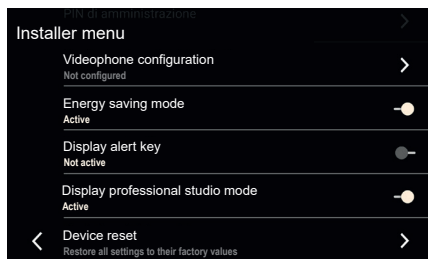 PIN di amministrazione
Installer menu
Videophone configuration
Not configured
Energy saving mode
Active
Display alert key
Not active
Display professional studio mode
Active
Device reset
Restore all settings to their factory values